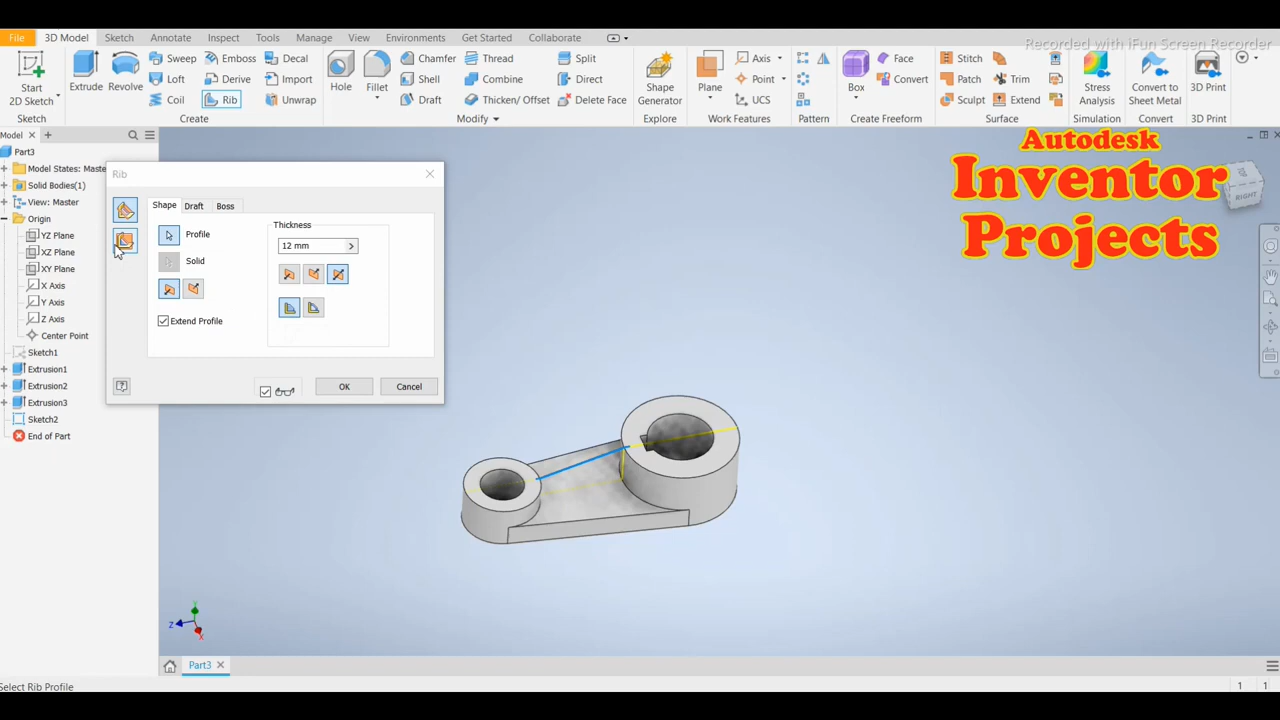 File 3D Model Sketch Annotate Inspect Tools Manage View Environments Get Started Collaborate
Recorded with iFun Screen Recorder
Start
2D Sketch
Extrude
Revolve
Sweep
Emboss
Decal
Loft
Derive
Import
Coil
Rib
Unwrap
Hole
Fillet
Chamfer
Thread
Split
Shell
Combine
Direct
Draft
Thicken/ Offset
Delete Face
Shape
Generator
Plane
Axis
Point
UCS
Box
Face
Convert
Stitch
Patch
Trim
Sculpt
Extend
Stress
Analysis
Convert to
Sheet Metal
3D Print
Sketch Create Modify Explore Work Features Pattern Create Freeform Surface Simulation Convert 3D Print
Model
Part3
Model States: Maste
Solid Bodies(1)
View: Master
Origin
YZ Plane
XZ Plane
XY Plane
X Axis
Y Axis
Z Axis
Center Point
Sketch1
Extrusion1
Extrusion2
Extrusion3
Sketch2
End of Part
Rib
Shape Draft Boss
Profile
Solid
Extend Profile
Thickness
12 mm
OK Cancel
Autodesk
Inventor
Projects
RIGHT
Z
X
Part3
Select Rib Profile
1 1